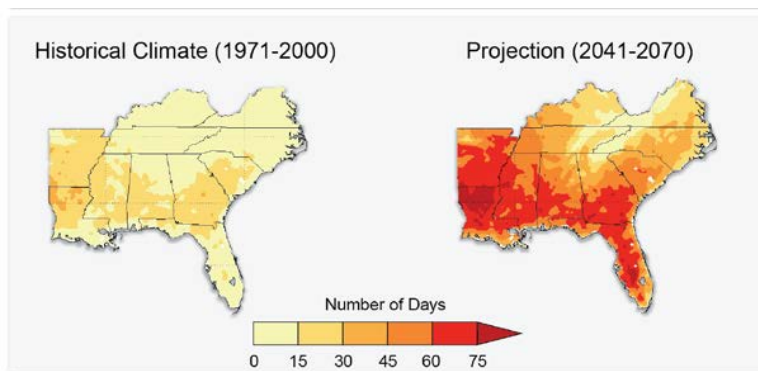 Historical Climate (1971-2000)
Projection (2041-2070)
Number of Days
0 15 30 45 60 75